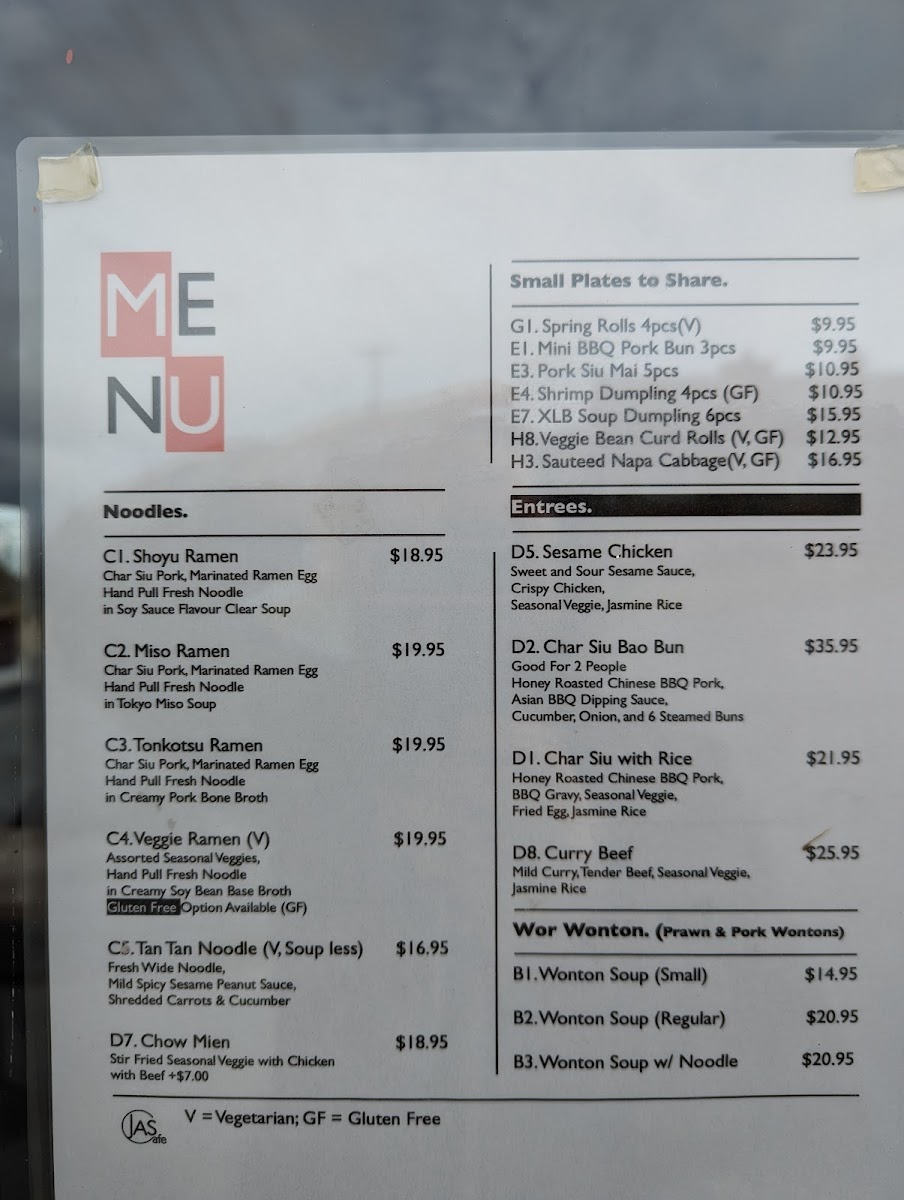 ME
NU
Small Plates to Share.
G1. Spring Rolls 4pcs(V) $9.95
E1. Mini BBQ Pork Bun 3pcs $9.95
E3. Pork Siu Mai 5pcs $10.95
E4. Shrimp Dumpling 4pcs (GF) $10.95
E7. XLB Soup Dumpling 6pcs $15.95
H8. Veggie Bean Curd Rolls (V, GF) $12.95
H3. Sauteed Napa Cabbage(V, GF) $16.95
Noodles.
C1. Shoyu Ramen $18.95
Char Siu Pork, Marinated Ramen Egg
Hand Pull Fresh Noodle
in Soy Sauce Flavour Clear Soup
C2. Miso Ramen $19.95
Char Siu Pork, Marinated Ramen Egg
Hand Pull Fresh Noodle
in Tokyo Miso Soup
C3. Tonkotsu Ramen $19.95
Char Siu Pork, Marinated Ramen Egg
Hand Pull Fresh Noodle
in Creamy Pork Bone Broth
C4. Veggie Ramen (V) $19.95
Assorted Seasonal Veggies,
Hand Pull Fresh Noodle
in Creamy Soy Bean Base Broth
Gluten Free Option Available (GF)
C5. Tan Tan Noodle (V, Soup less) $16.95
Fresh Wide Noodle,
Mild Spicy Sesame Peanut Sauce,
Shredded Carrots & Cucumber
D7. Chow Mien $18.95
Stir Fried Seasonal Veggie with Chicken
with Beef +$7.00
Entrees.
D5. Sesame Chicken $23.95
Sweet and Sour Sesame Sauce,
Crispy Chicken,
Seasonal Veggie, Jasmine Rice
D2. Char Siu Bao Bun $35.95
Good For 2 People
Honey Roasted Chinese BBQ Pork,
Asian BBQ Dipping Sauce,
Cucumber, Onion, and 6 Steamed Buns
D1. Char Siu with Rice $21.95
Honey Roasted Chinese BBQ Pork,
BBQ Gravy, Seasonal Veggie,
Fried Egg, Jasmine Rice
D8. Curry Beef $25.95
Mild Curry, Tender Beef, Seasonal Veggie,
Jasmine Rice
Wor Wonton. (Prawn & Pork Wontons)
B1. Wonton Soup (Small) $14.95
B2. Wonton Soup (Regular) $20.95
B3. Wonton Soup w/ Noodle $20.95
JAS Cafe
V = Vegetarian; GF = Gluten Free